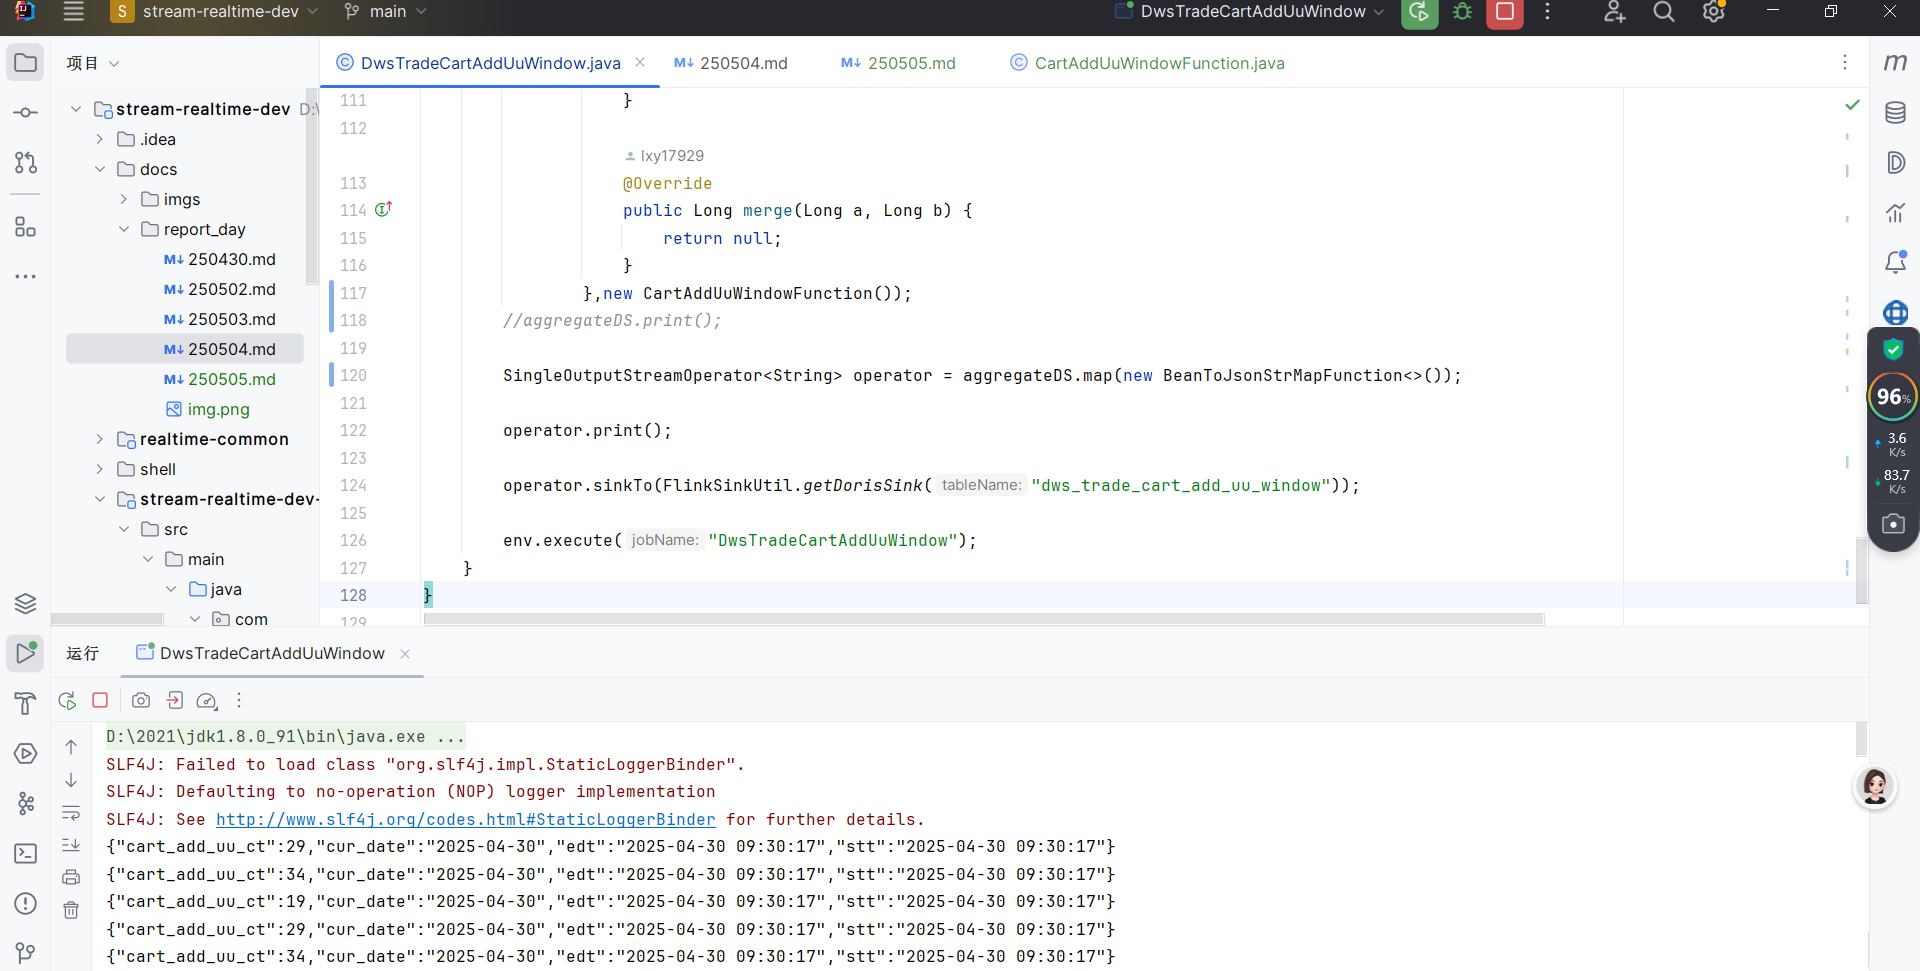 S stream-realtime-dev main DwsTradeCartAddUuWindow
项目
DwsTradeCartAddUuWindow.java
M↓ 250504.md
M↓ 250505.md
CartAddUuWindowFunction.java
stream-realtime-dev D:\
.idea
docs
imgs
report_day
M↓ 250430.md
M↓ 250502.md
M↓ 250503.md
M↓ 250504.md
M↓ 250505.md
img.png
realtime-common
shell
stream-realtime-dev-
src
main
java
com
111 }
112
lxy17929
113 @Override
114 public Long merge(Long a, Long b) {
115 return null;
116 }
117 },new CartAddUuWindowFunction());
118 //aggregateDS.print();
119
120 SingleOutputStreamOperator<String> operator = aggregateDS.map(new BeanToJsonStrMapFunction<>());
121
122 operator.print();
123
124 operator.sinkTo(FlinkSinkUtil.getDorisSink( tableName: "dws_trade_cart_add_uu_window"));
125
126 env.execute( jobName: "DwsTradeCartAddUuWindow");
127 }
128 }
129
96%
3.6
K/s
83.7
K/s
运行 DwsTradeCartAddUuWindow
D:\2021\jdk1.8.0_91\bin\java.exe ...
SLF4J: Failed to load class "org.slf4j.impl.StaticLoggerBinder".
SLF4J: Defaulting to no-operation (NOP) logger implementation
SLF4J: See http://www.slf4j.org/codes.html#StaticLoggerBinder for further details.
{"cart_add_uu_ct":29,"cur_date":"2025-04-30","edt":"2025-04-30 09:30:17","stt":"2025-04-30 09:30:17"}
{"cart_add_uu_ct":34,"cur_date":"2025-04-30","edt":"2025-04-30 09:30:17","stt":"2025-04-30 09:30:17"}
{"cart_add_uu_ct":19,"cur_date":"2025-04-30","edt":"2025-04-30 09:30:17","stt":"2025-04-30 09:30:17"}
{"cart_add_uu_ct":29,"cur_date":"2025-04-30","edt":"2025-04-30 09:30:17","stt":"2025-04-30 09:30:17"}
{"cart_add_uu_ct":34,"cur_date":"2025-04-30","edt":"2025-04-30 09:30:17","stt":"2025-04-30 09:30:17"}